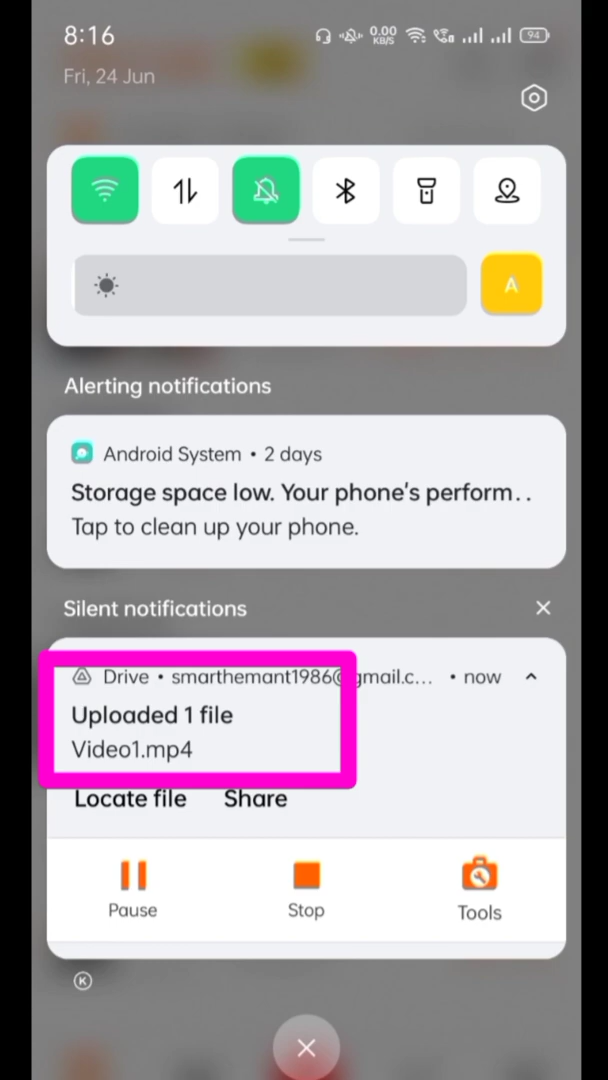 8:16
0.00
KB/S
94
Fri, 24 Jun
A
Alerting notifications
Android System • 2 days
Storage space low. Your phone's perform..
Tap to clean up your phone.
Silent notifications
Drive • smarthemant1986@gmail.c... • now
Uploaded 1 file
Video1.mp4
Locate file Share
Pause Stop Tools
K